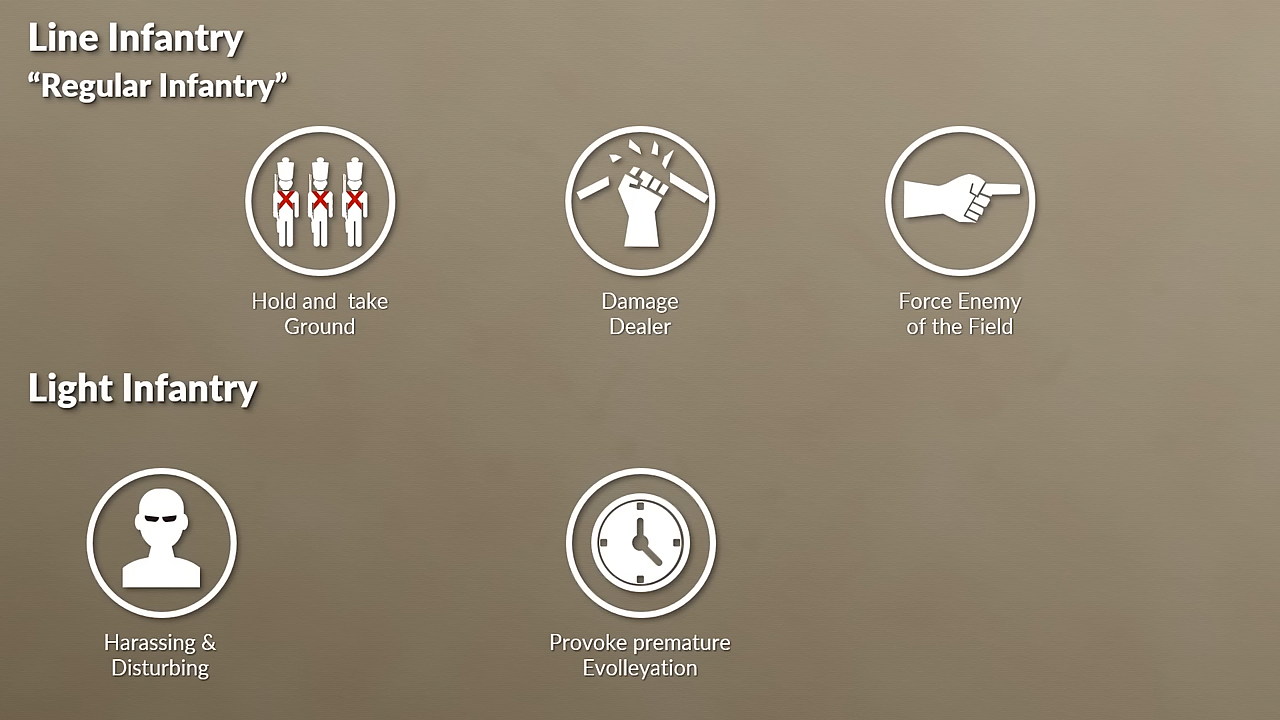 Line Infantry
“Regular Infantry”
Hold and  take
Ground
Damage
Dealer
Force Enemy
of the Field
Light Infantry
Harassing &
Disturbing
Provoke premature
Evolleyation